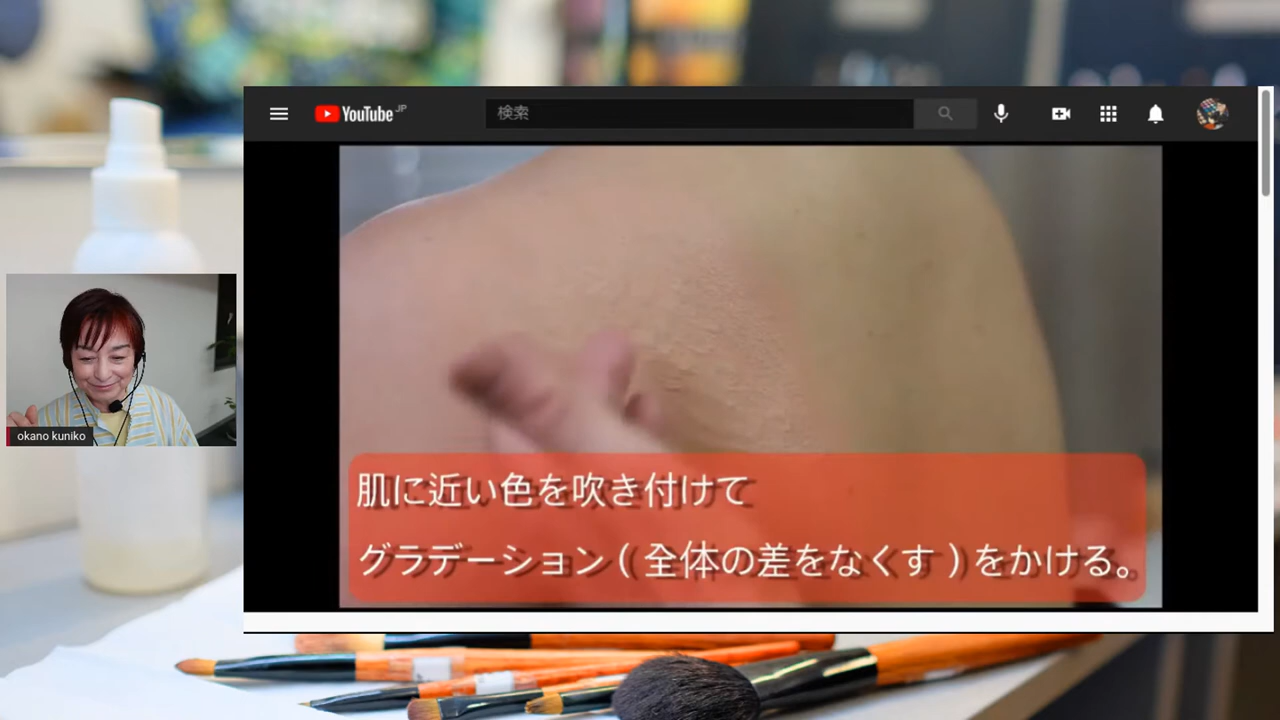 YouTube JP
検索
okano kuniko
肌に近い色を吹き付けて
グラデーション ( 全体の差をなくす ) をかける。